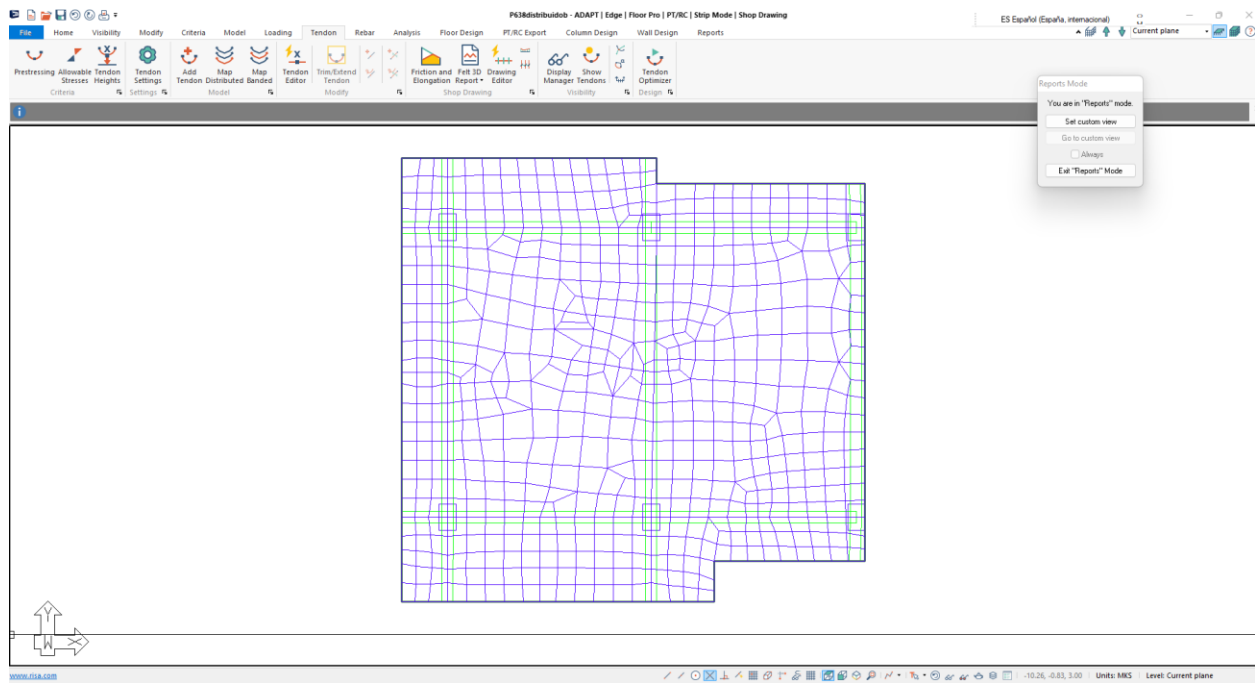 P638distribuidob - ADAPT | Edge | Floor Pro | PT/RC | Strip Mode | Shop Drawing
ES Español (España, internacional)
File Home Visibility Modify Criteria Model Loading Tendon Rebar Analysis Floor Design PT/RC Export Column Design Wall Design Reports
Current plane
Prestressing Allowable Stresses Tendon Heights
Criteria
Tendon Settings
Settings
Add Tendon Map Distributed Map Banded
Model
Tendon Editor Trim/Extend Tendon
Modify
Friction and Elongation Felt 3D Report Drawing Editor
Shop Drawing
Display Manager Show Tendons
Visibility
Tendon Optimizer
Design
Reports Mode
You are in "Reports" mode.
Set custom view
Go to custom view
Always
Exit "Reports" Mode
Y
W X
www.risa.com
-10.26, -0.83, 3.00 Units: MKS Level: Current plane